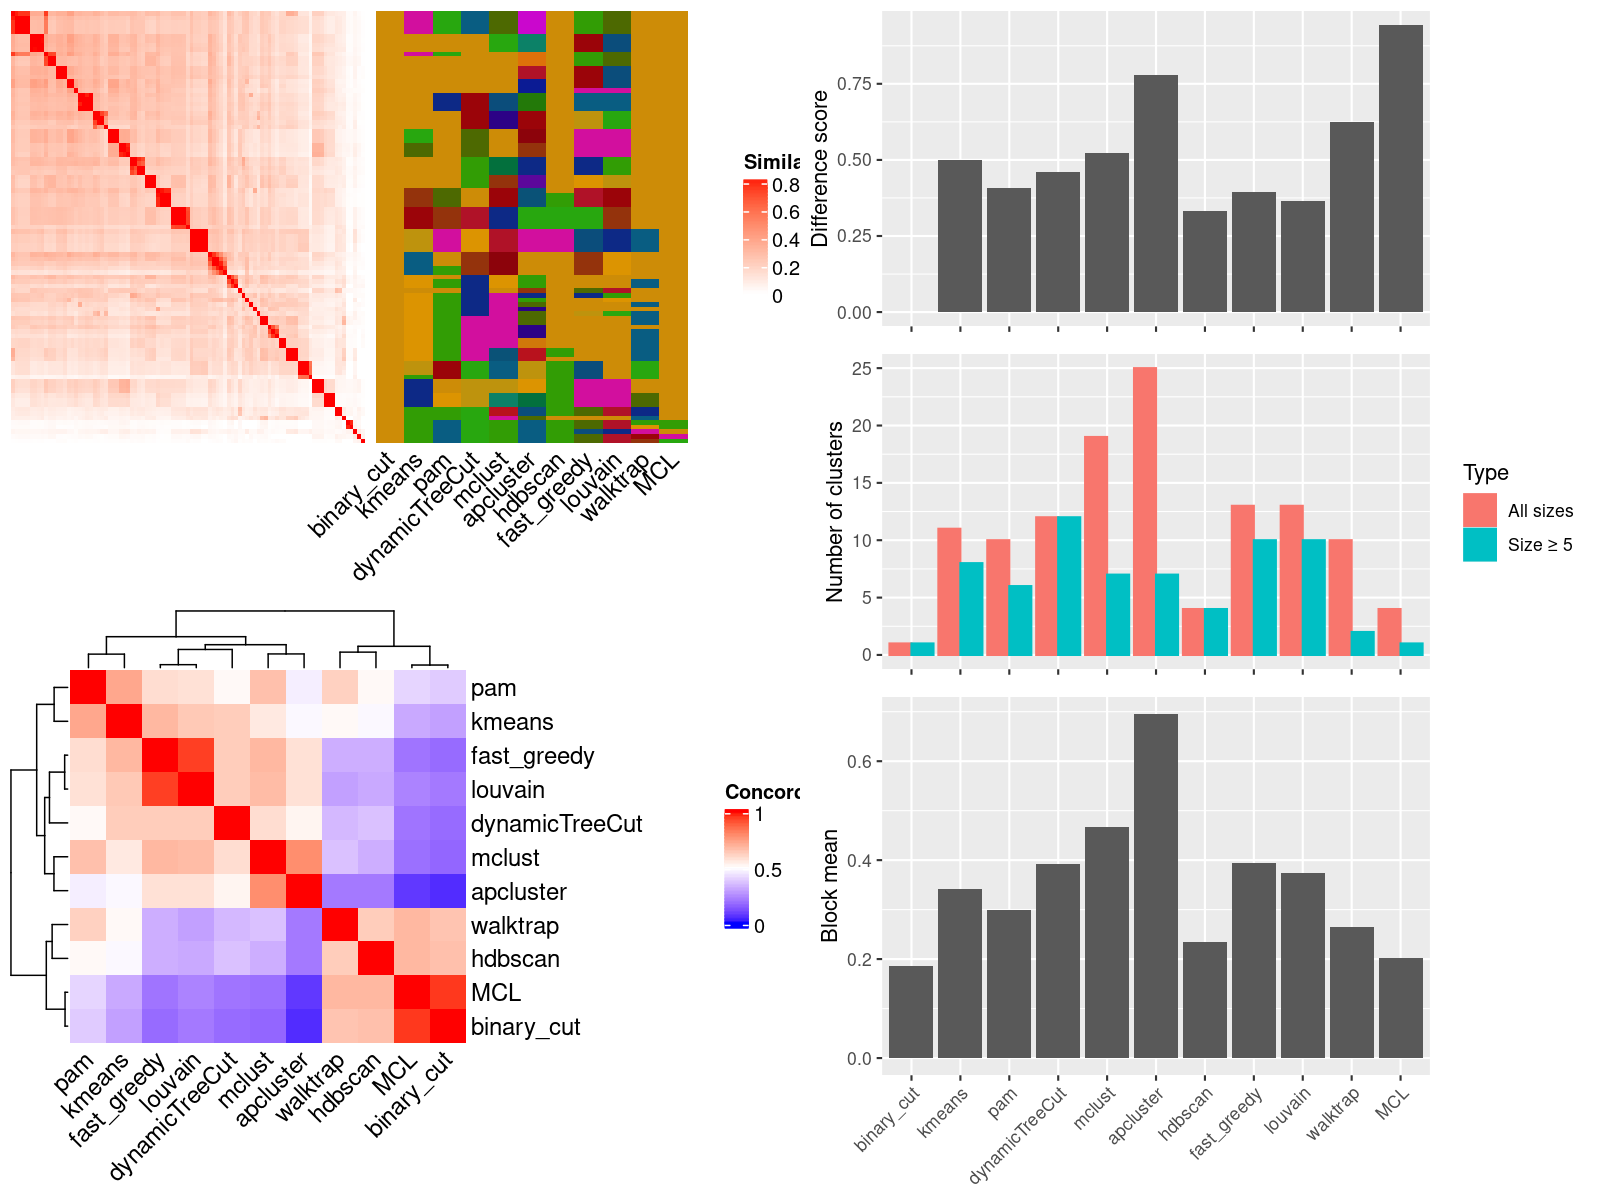 Simila
0.8
0.6
0.4
0.2
0
binary_cut
kmeans
pam
dynamicTreeCut
mclust
apcluster
hdbscan
fast_greedy
louvain
walktrap
MCL
Difference score
0.75
0.50
0.25
0.00
Number of clusters
25
20
15
10
5
0
Type
All sizes
Size ≥ 5
pam
kmeans
fast_greedy
louvain
dynamicTreeCut
mclust
apcluster
walktrap
hdbscan
MCL
binary_cut
pam
kmeans
fast_greedy
louvain
dynamicTreeCut
mclust
apcluster
walktrap
hdbscan
MCL
binary_cut
Concord
1
0.5
0
Block mean
0.6
0.4
0.2
0.0
binary_cut
kmeans
pam
dynamicTreeCut
mclust
apcluster
hdbscan
fast_greedy
louvain
walktrap
MCL